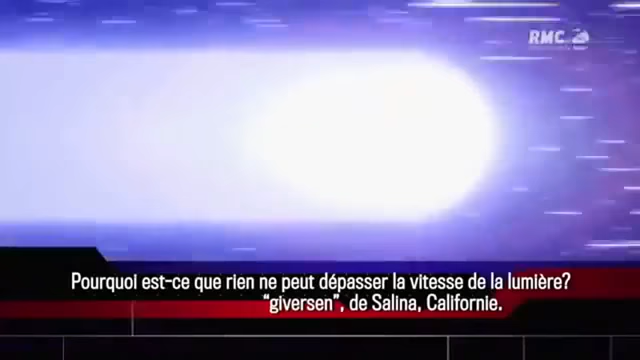 RMC
Pourquoi est-ce que rien ne peut dépasser la vitesse de la lumière?
“giversen”, de Salina, Californie.